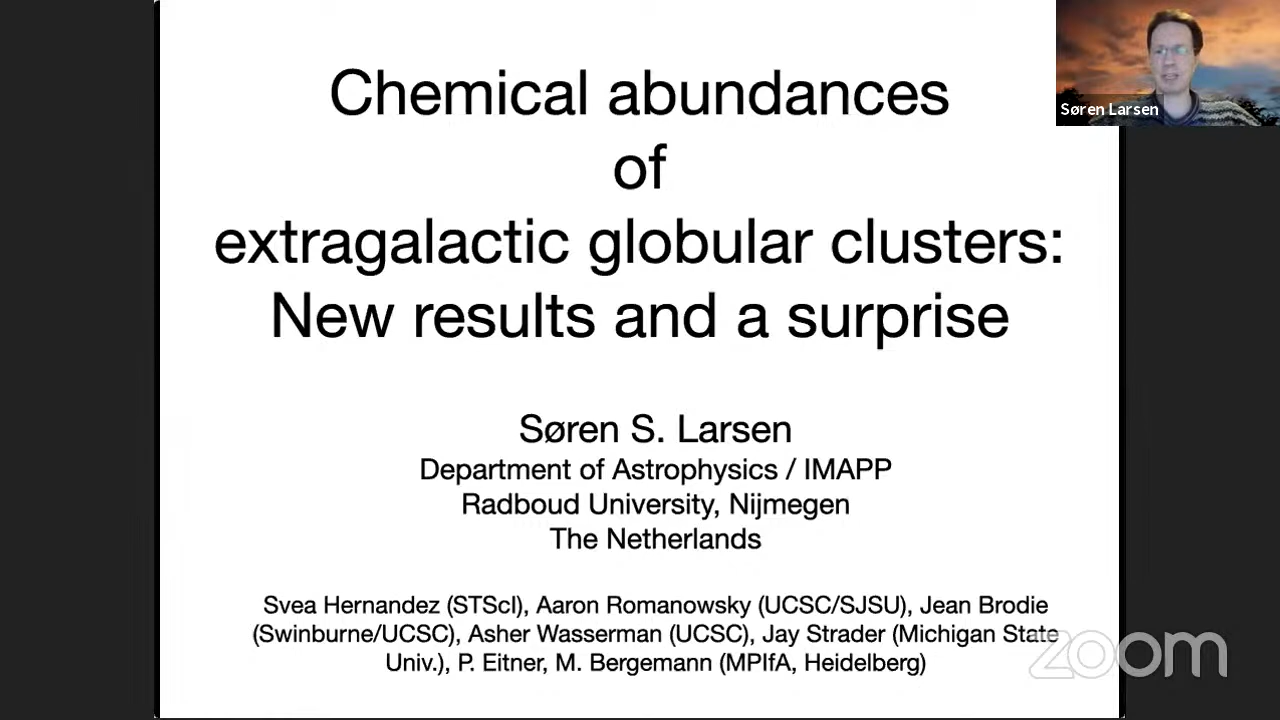 Chemical abundances
of
extragalactic globular clusters:
New results and a surprise
Søren S. Larsen
Department of Astrophysics / IMAPP
Radboud University, Nijmegen
The Netherlands
Svea Hernandez (STScI), Aaron Romanowsky (UCSC/SJSU), Jean Brodie
(Swinburne/UCSC), Asher Wasserman (UCSC), Jay Strader (Michigan State
Univ.), P. Eitner, M. Bergemann (MPIfA, Heidelberg)
Søren Larsen
zoom